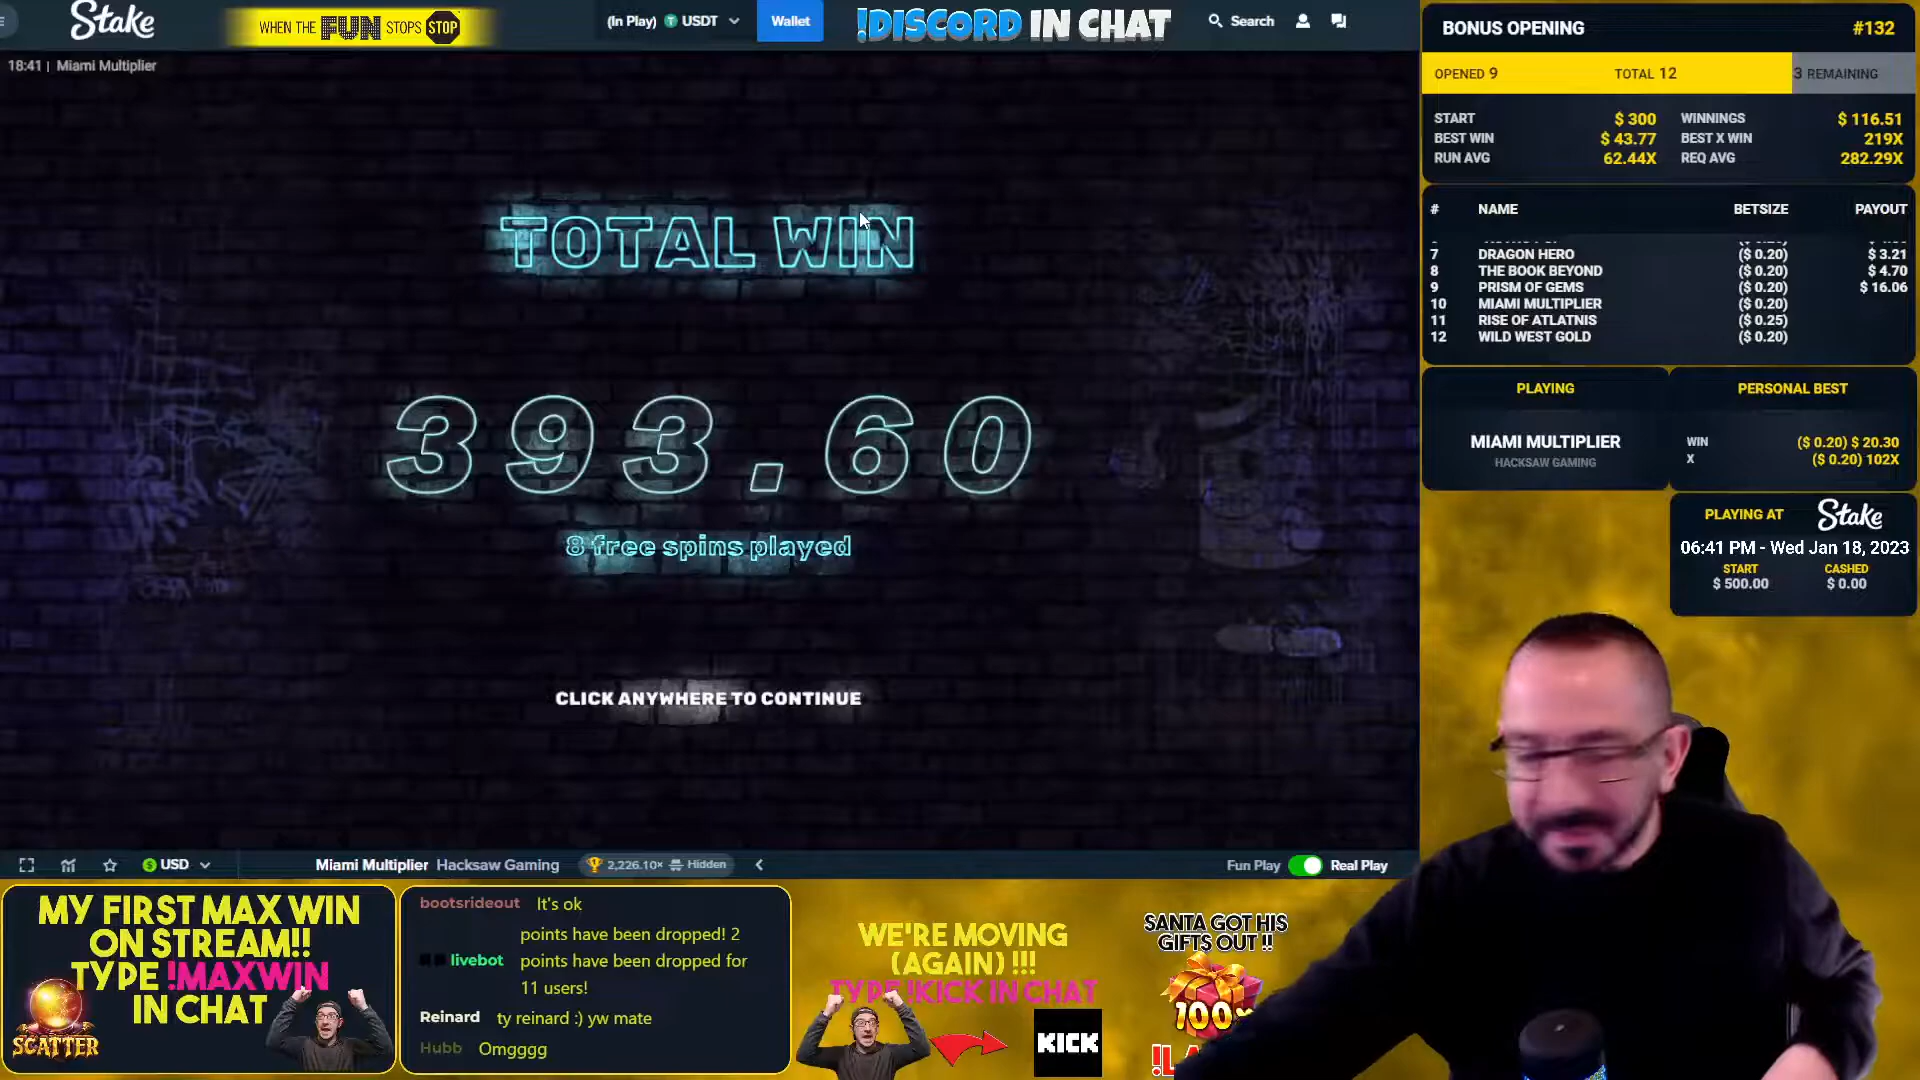 Stake
WHEN THE FUN STOPS STOP
(In Play) USDT
Wallet
!DISCORD IN CHAT
Search
18:41 | Miami Multiplier
TOTAL WIN
393.60
8 free spins played
CLICK ANYWHERE TO CONTINUE
USD
Miami Multiplier Hacksaw Gaming
2,226.10× Hidden
Fun Play
Real Play
BONUS OPENING #132
OPENED 9 TOTAL 12 3 REMAINING
START $ 300 WINNINGS $ 116.51
BEST WIN $ 43.77 BEST X WIN 219X
RUN AVG 62.44X REQ AVG 282.29X
# NAME BETSIZE PAYOUT
7 DRAGON HERO ($ 0.20) $ 3.21
8 THE BOOK BEYOND ($ 0.20) $ 4.70
9 PRISM OF GEMS ($ 0.20) $ 16.06
10 MIAMI MULTIPLIER ($ 0.20)
11 RISE OF ATLATNIS ($ 0.25)
12 WILD WEST GOLD ($ 0.20)
PLAYING
MIAMI MULTIPLIER
HACKSAW GAMING
PERSONAL BEST
WIN ($ 0.20) $ 20.30
X ($ 0.20) 102X
PLAYING AT Stake
06:41 PM - Wed Jan 18, 2023
START CASHED
$ 500.00 $ 0.00
MY FIRST MAX WIN
ON STREAM!!
TYPE !MAXWIN
IN CHAT
SCATTER
bootsrideout It's ok
points have been dropped! 2
livebot points have been dropped for
11 users!
Reinard ty reinard :) yw mate
Hubb Omgggg
WE'RE MOVING
(AGAIN) !!!
TYPE !KICK IN CHAT
KICK
SANTA GOT HIS
GIFTS OUT !!
100%